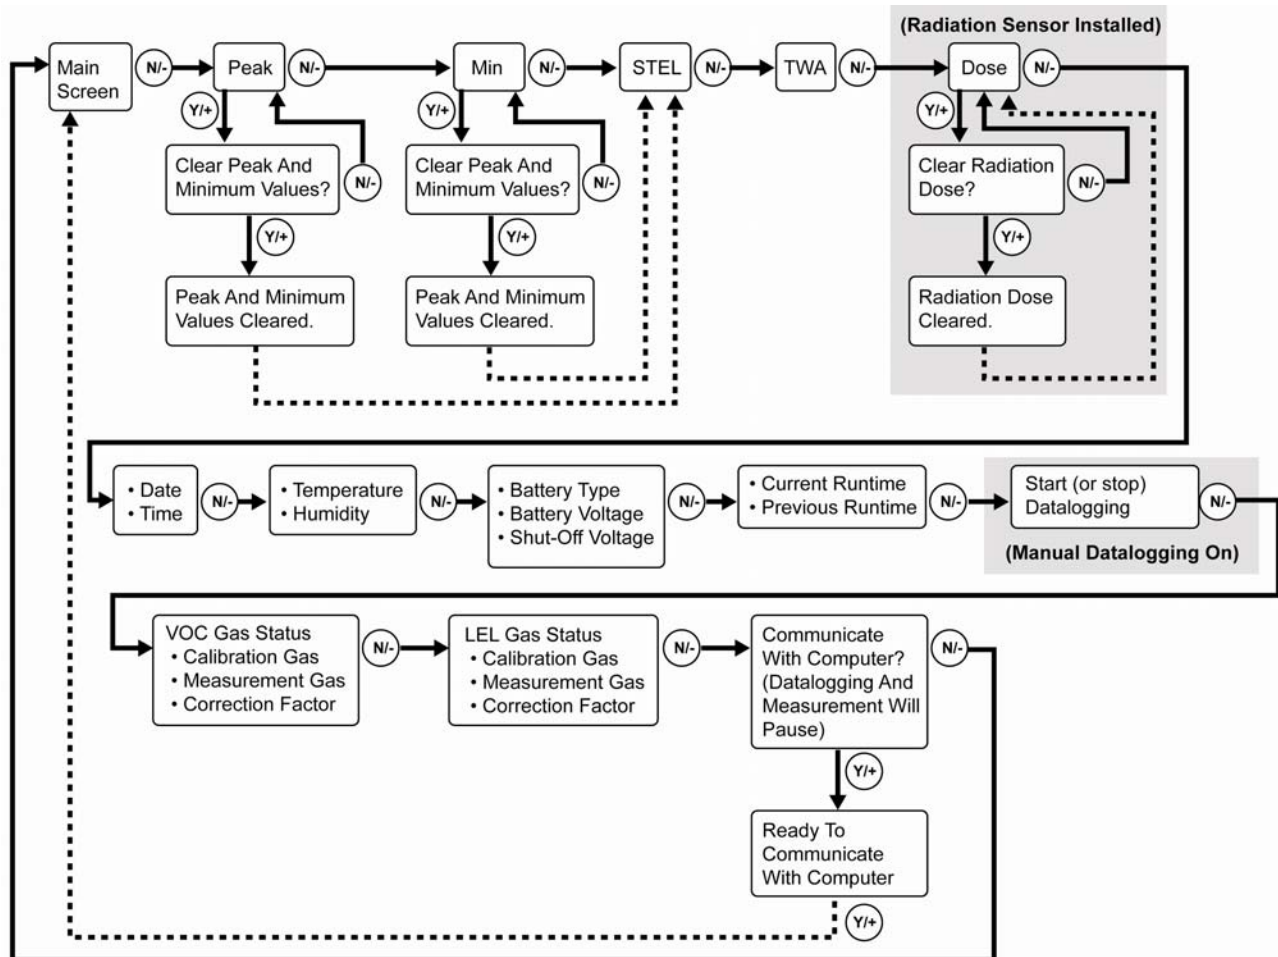 (Radiation Sensor Installed)
Main
Screen
N/-
Peak
N/-
Min
N/-
STEL
N/-
TWA
N/-
Dose
N/-
Y/+
Y/+
Y/+
Clear Peak And
Minimum Values?
N/-
Clear Peak And
Minimum Values?
N/-
Clear Radiation
Dose?
N/-
Y/+
Y/+
Y/+
Peak And Minimum
Values Cleared.
Peak And Minimum
Values Cleared.
Radiation Dose
Cleared.
• Date
• Time
N/-
• Temperature
• Humidity
N/-
• Battery Type
• Battery Voltage
• Shut-Off Voltage
N/-
• Current Runtime
• Previous Runtime
N/-
Start (or stop)
Datalogging
N/-
(Manual Datalogging On)
VOC Gas Status
• Calibration Gas
• Measurement Gas
• Correction Factor
N/-
LEL Gas Status
• Calibration Gas
• Measurement Gas
• Correction Factor
N/-
Communicate
With Computer?
(Datalogging And
Measurement Will
Pause)
N/-
Y/+
Ready To
Communicate
With Computer
Y/+